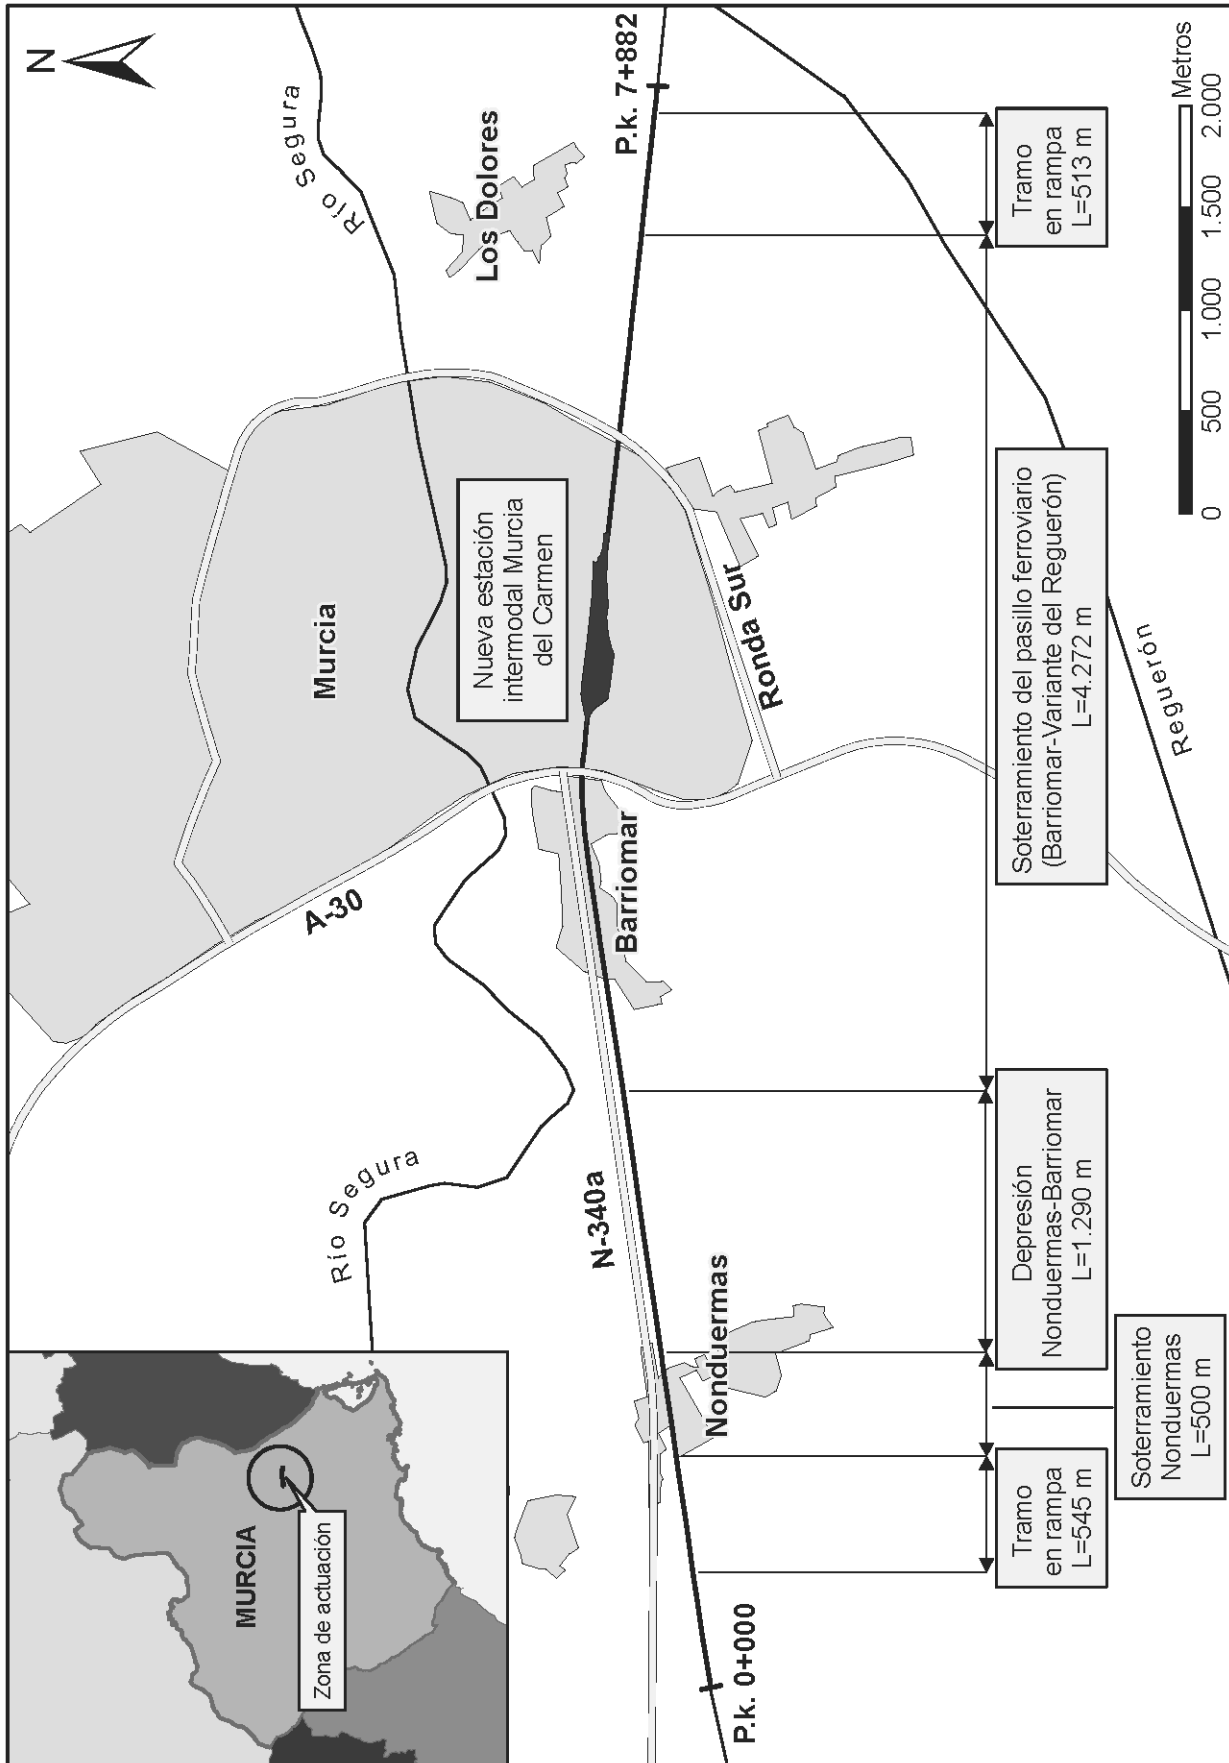 N
Río Segura
P.k. 7+882
Los Dolores
Murcia
Nueva estación
intermodal Murcia
del Carmen
Ronda Sur
A-30
Barriomar
Reguerón
Río Segura
N-340a
Nonduermas
P.k. 0+000
MURCIA
Zona de actuación
Tramo
en rampa
L=545 m
Soterramiento
Nonduermas
L=500 m
Depresión
Nonduermas-Barriomar
L=1.290 m
Soterramiento del pasillo ferroviario
(Barriomar-Variante del Reguerón)
L=4.272 m
Tramo
en rampa
L=513 m
Metros
0 500 1.000 1.500 2.000